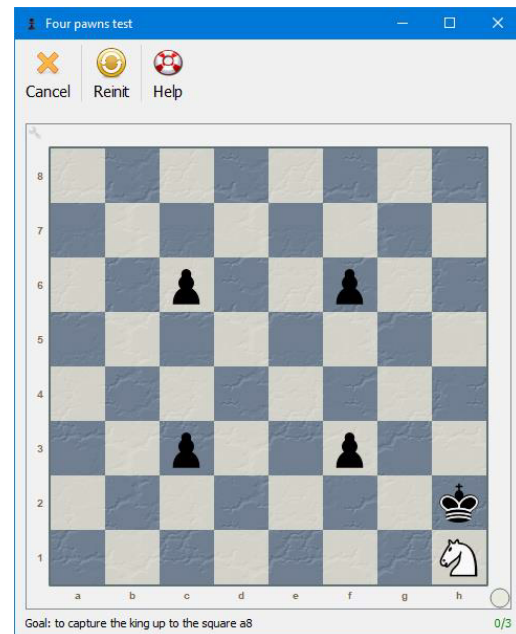 Four pawns test
Cancel Reinit Help
8
7
6
5
4
3
2
1
a b c d e f g h
Goal: to capture the king up to the square a8 0/3